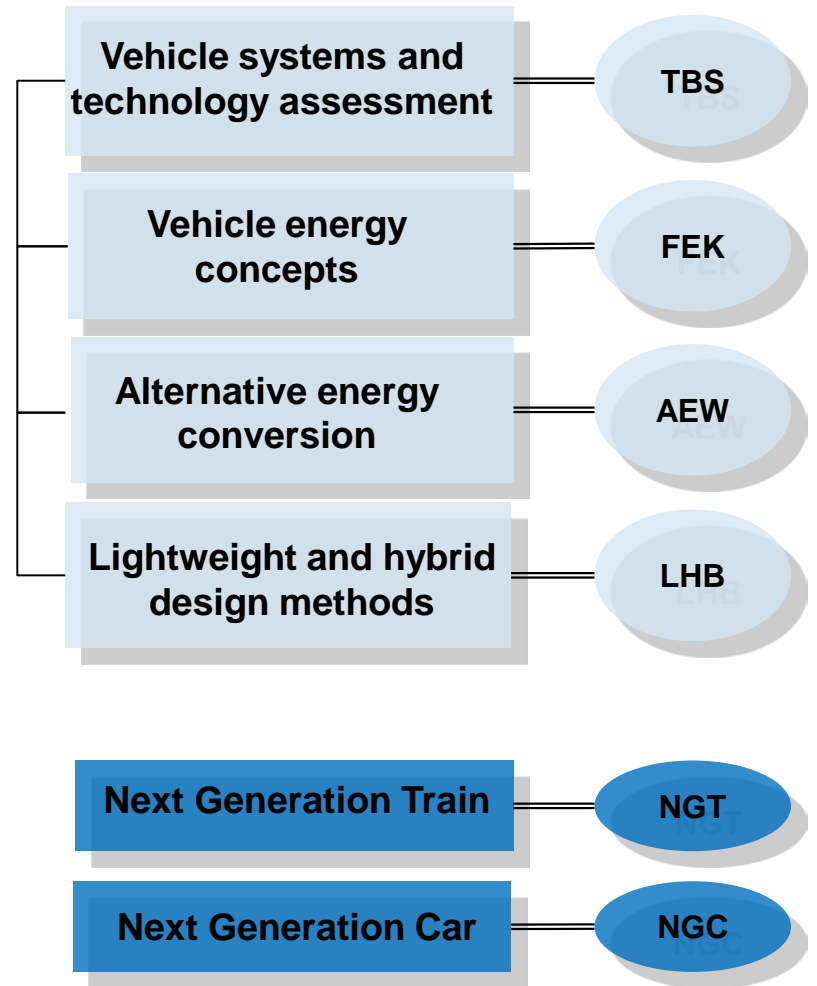 Vehicle systems and
technology assessment
TBS
Vehicle energy
concepts
FEK
Alternative energy
conversion
AEW
Lightweight and hybrid
design methods
LHB
Next Generation Train
NGT
Next Generation Car
NGC